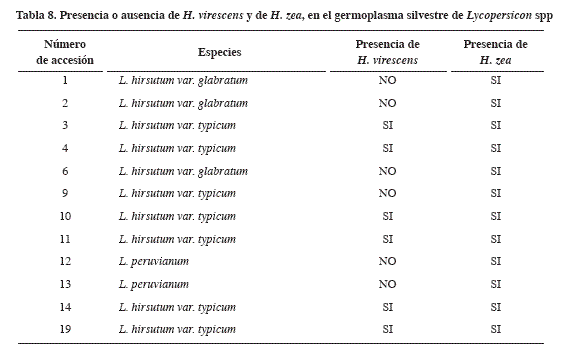 Tabla 8. Presencia o ausencia de H. virescens y de H. zea, en el germoplasma silvestre de Lycopersicon spp
Número de accesión Especies Presencia de H. virescens Presencia de H. zea
1 L. hirsutum var. glabratum NO SI
2 L. hirsutum var. glabratum NO SI
3 L. hirsutum var. typicum SI SI
4 L. hirsutum var. typicum SI SI
6 L. hirsutum var. glabratum NO SI
9 L. hirsutum var. typicum NO SI
10 L. hirsutum var. typicum SI SI
11 L. hirsutum var. typicum SI SI
12 L. peruvianum NO SI
13 L. peruvianum NO SI
14 L. hirsutum var. typicum SI SI
19 L. hirsutum var. typicum SI SI